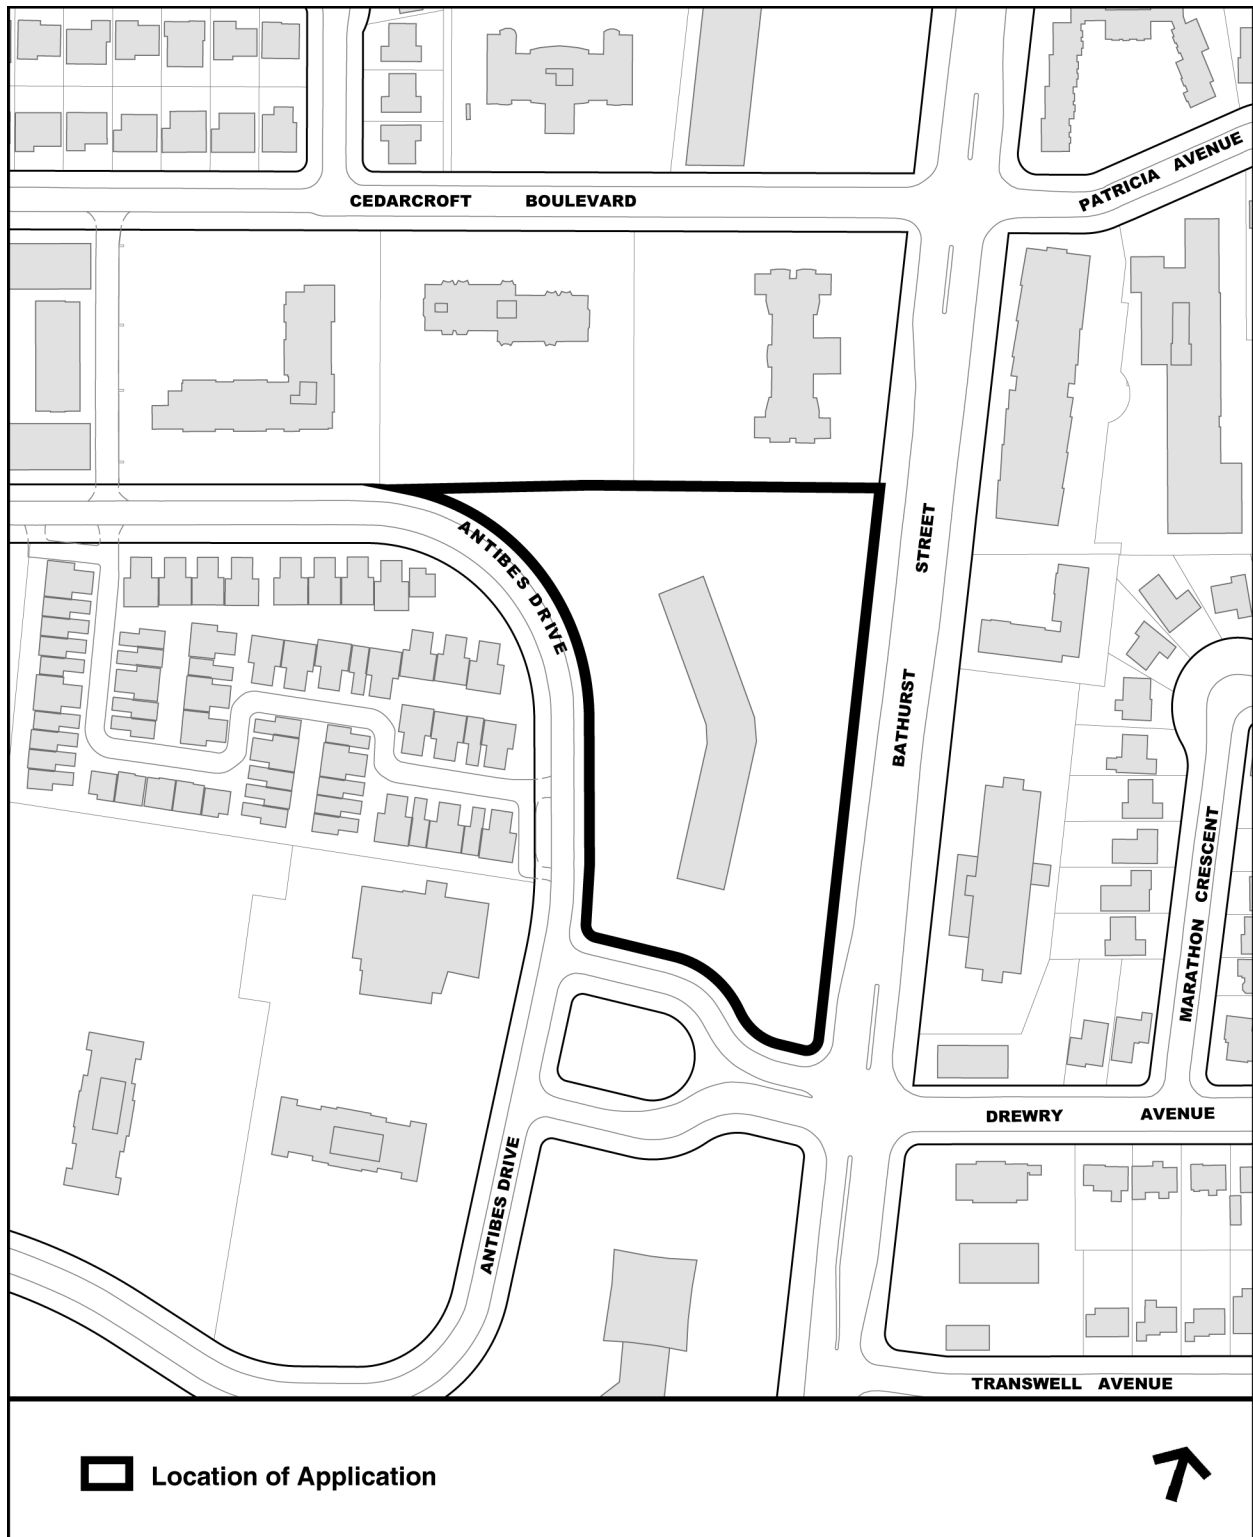 PATRICIA AVENUE
CEDARCROFT BOULEVARD
ANTIBES DRIVE
BATHURST STREET
MARATHON CRESCENT
DREWRY AVENUE
ANTIBES DRIVE
TRANSWELL AVENUE
Location of Application